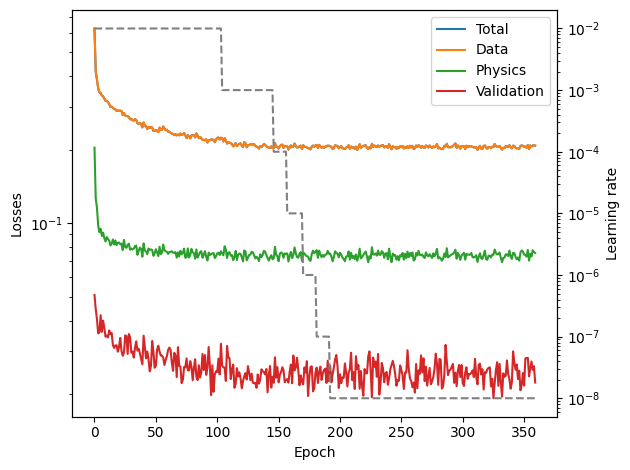 Total
Data
Physics
Validation
Losses
10⁻¹
10⁻²
10⁻³
10⁻⁴
10⁻⁵
10⁻⁶
10⁻⁷
10⁻⁸
Learning rate
0 50 100 150 200 250 300 350
Epoch